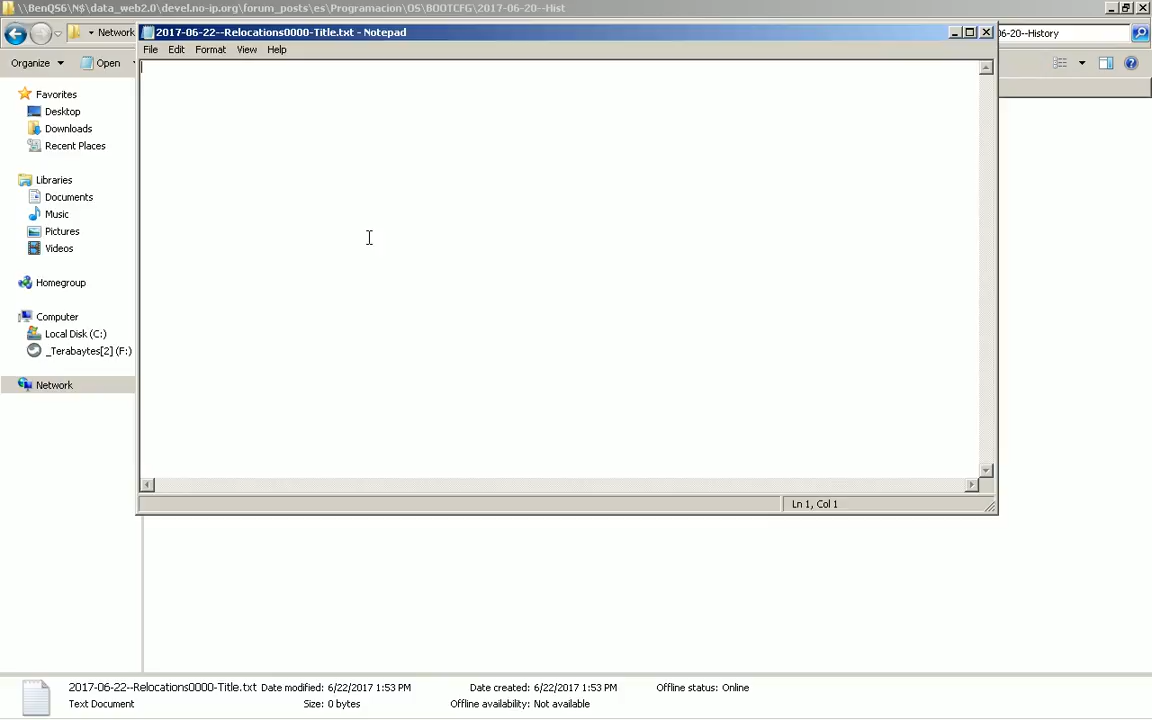 \\BenQS6\N$\data_web2.0\devel.no-ip.org\forum_posts\es\Programacion\OS\BOOTCFG\2017-06-20--Hist
Network
06-20--History
2017-06-22--Relocations0000-Title.txt - Notepad
File Edit Format View Help
Organize Open
Favorites
Desktop
Downloads
Recent Places
Libraries
Documents
Music
Pictures
Videos
Homegroup
Computer
Local Disk (C:)
_Terabaytes[2] (F:)
Network
Ln 1, Col 1
2017-06-22--Relocations0000-Title.txt Date modified: 6/22/2017 1:53 PM Date created: 6/22/2017 1:53 PM Offline status: Online
Text Document Size: 0 bytes Offline availability: Not available